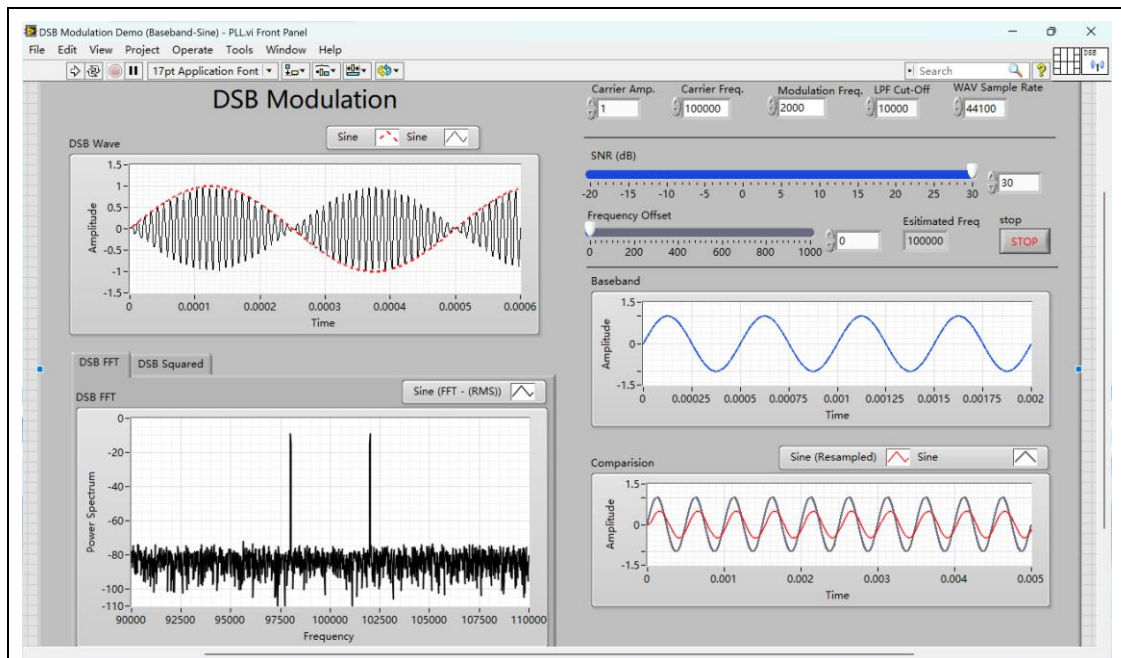 DSB Modulation Demo (Baseband-Sine) - PLL.vi Front Panel
File Edit View Project Operate Tools Window Help
17pt Application Font
Search
DSB
DSB Modulation
Carrier Amp. Carrier Freq. Modulation Freq. LPF Cut-Off WAV Sample Rate
1 100000 2000 10000 44100
Sine Sine
DSB Wave
Amplitude
1.5
1
0.5
0
-0.5
-1
-1.5
0 0.0001 0.0002 0.0003 0.0004 0.0005 0.0006
Time
SNR (dB)
-20 -15 -10 -5 0 5 10 15 20 25 30
30
Frequency Offset
0 200 400 600 800 1000
0
Esitimated Freq
100000
stop
STOP
Baseband
Amplitude
1.5
0
-1.5
0 0.00025 0.0005 0.00075 0.001 0.00125 0.0015 0.00175 0.002
Time
DSB FFT DSB Squared
DSB FFT
Sine (FFT - (RMS))
Power Spectrum
0
-20
-40
-60
-80
-100
-110
90000 92500 95000 97500 100000 102500 105000 107500 110000
Frequency
Comparision
Sine (Resampled) Sine
Amplitude
1.5
0
-1.5
0 0.001 0.002 0.003 0.004 0.005
Time